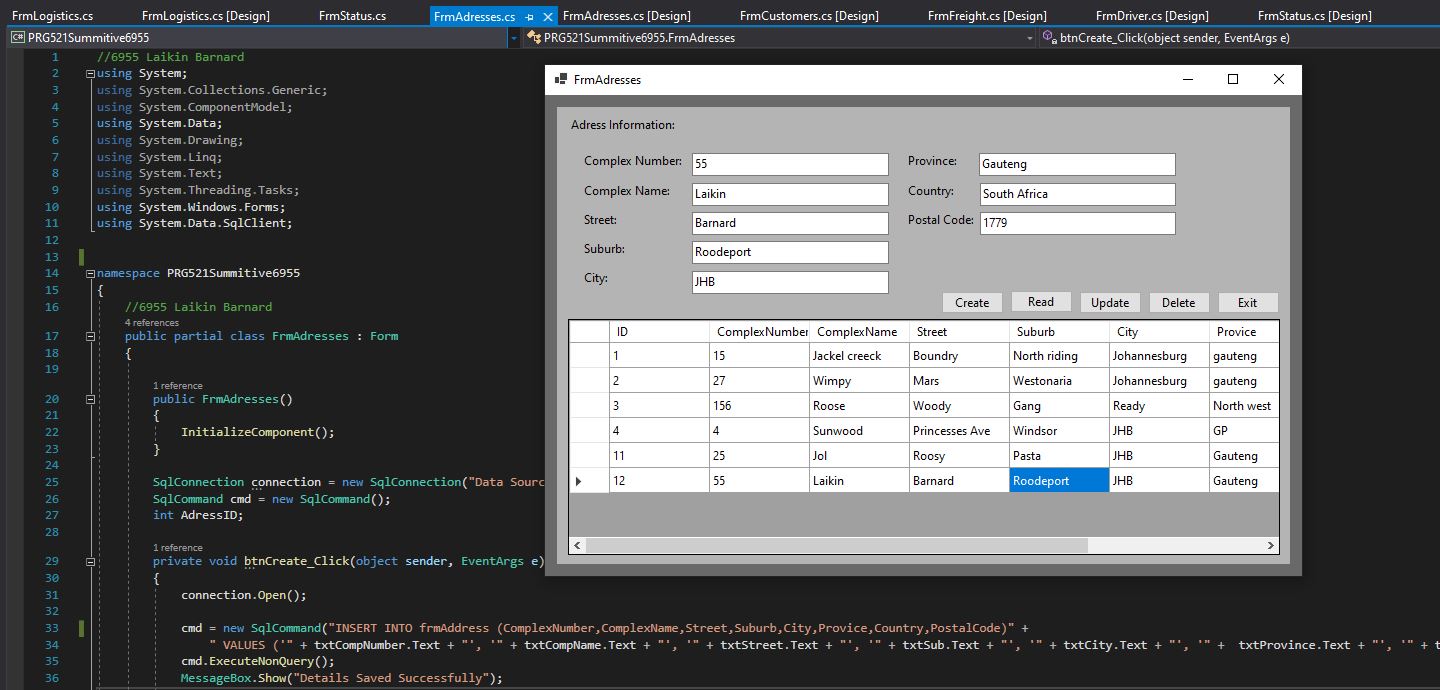 FrmLogistics.cs FrmLogistics.cs [Design] FrmStatus.cs FrmAdresses.cs FrmAdresses.cs [Design] FrmCustomers.cs [Design] FrmFreight.cs [Design] FrmDriver.cs [Design] FrmStatus.cs [Design]
C# PRG521Summitive6955 PRG521Summitive6955.FrmAdresses btnCreate_Click(object sender, EventArgs e)
1 //6955 Laikin Barnard
2 using System;
3 using System.Collections.Generic;
4 using System.ComponentModel;
5 using System.Data;
6 using System.Drawing;
7 using System.Linq;
8 using System.Text;
9 using System.Threading.Tasks;
10 using System.Windows.Forms;
11 using System.Data.SqlClient;
12
13
14 namespace PRG521Summitive6955
15 {
16 //6955 Laikin Barnard
4 references
17 public partial class FrmAdresses : Form
18 {
19
1 reference
20 public FrmAdresses()
21 {
22 InitializeComponent();
23 }
24
25 SqlConnection connection = new SqlConnection("Data Sourc
26 SqlCommand cmd = new SqlCommand();
27 int AdressID;
28
1 reference
29 private void btnCreate_Click(object sender, EventArgs e)
30 {
31 connection.Open();
32
33 cmd = new SqlCommand("INSERT INTO frmAddress (ComplexNumber,ComplexName,Street,Suburb,City,Provice,Country,PostalCode)" +
34 " VALUES ('" + txtCompNumber.Text + "', '" + txtCompName.Text + "', '" + txtStreet.Text + "', '" + txtSub.Text + "', '" + txtCity.Text + "', '" + txtProvince.Text + "', '" + t
35 cmd.ExecuteNonQuery();
36 MessageBox.Show("Details Saved Successfully");
FrmAdresses
Adress Information:
Complex Number: 55 Province: Gauteng
Complex Name: Laikin Country: South Africa
Street: Barnard Postal Code: 1779
Suburb: Roodeport
City: JHB
Create Read Update Delete Exit
ID ComplexNumber ComplexName Street Suburb City Provice
1 15 Jackel creeck Boundry North riding Johannesburg gauteng
2 27 Wimpy Mars Westonaria Johannesburg gauteng
3 156 Roose Woody Gang Ready North west
4 4 Sunwood Princesses Ave Windsor JHB GP
11 25 Jol Roosy Pasta JHB Gauteng
12 55 Laikin Barnard Roodeport JHB Gauteng